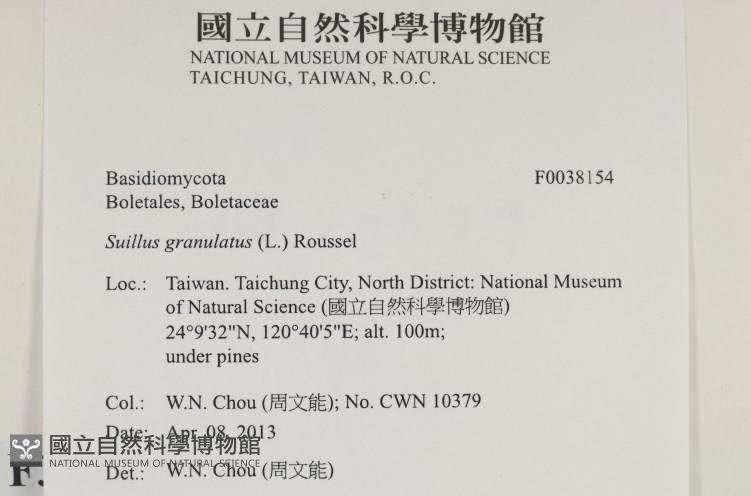 國立自然科學博物館
NATIONAL MUSEUM OF NATURAL SCIENCE
TAICHUNG, TAIWAN, R.O.C.
Basidiomycota F0038154
Boletales, Boletaceae
Suillus granulatus (L.) Roussel
Loc.: Taiwan. Taichung City, North District: National Museum
of Natural Science (國立自然科學博物館)
24°9'32"N, 120°40'5"E; alt. 100m;
under pines
Col.: W.N. Chou (周文能); No. CWN 10379
Date: Apr. 08, 2013
國立自然科學博物館
NATIONAL MUSEUM OF NATURAL SCIENCE
Det.: W.N. Chou (周文能)